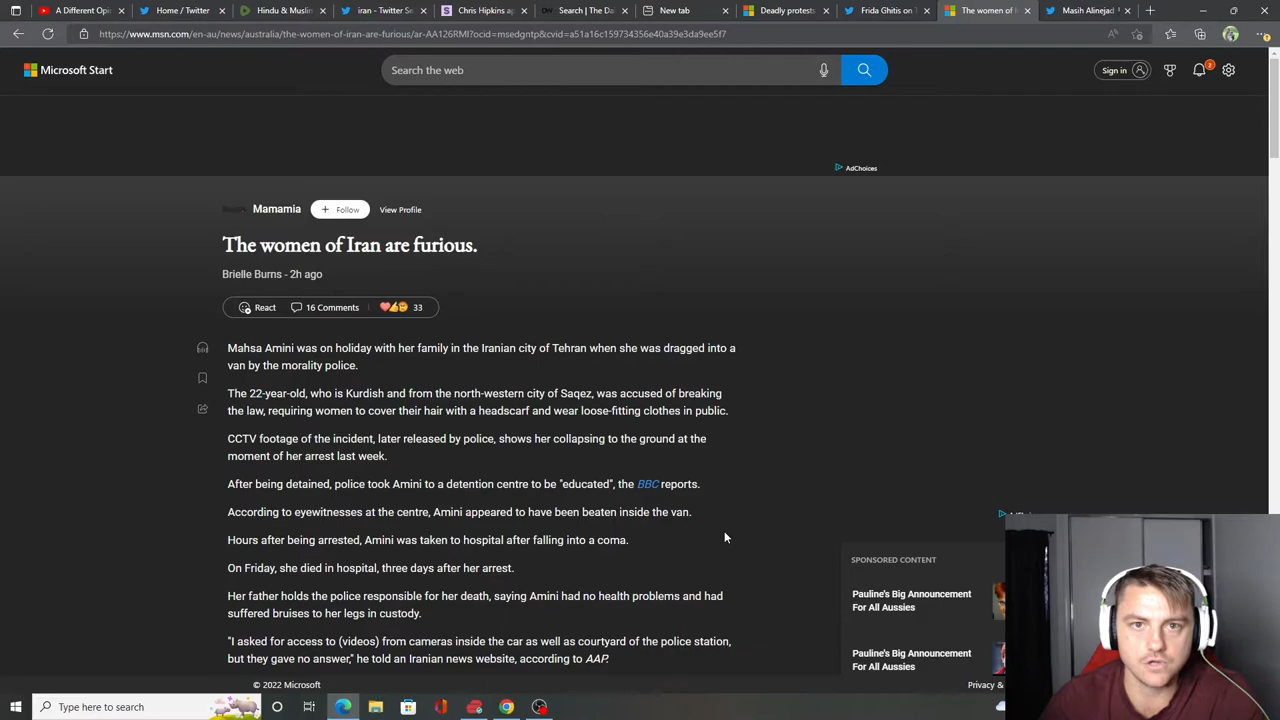 A Different Opi
Home / Twitter
Hindu & Muslin
iran - Twitter Se
Chris Hipkins ap
Search | The Da
New tab
Deadly protests
Frida Ghitis on T
The women of I
Masih Alinejad
https://www.msn.com/en-au/news/australia/the-women-of-iran-are-furious/ar-AA126RMI?ocid=msedgntp&cvid=a51a16c159734356e40a39e3da9ee5f7
Microsoft Start
Search the web
Sign in
2
AdChoices
Mamamia
+ Follow
View Profile
The women of Iran are furious.
Brielle Burns - 2h ago
React
16 Comments
33
Mahsa Amini was on holiday with her family in the Iranian city of Tehran when she was dragged into a
van by the morality police.
The 22-year-old, who is Kurdish and from the north-western city of Saqez, was accused of breaking
the law, requiring women to cover their hair with a headscarf and wear loose-fitting clothes in public.
CCTV footage of the incident, later released by police, shows her collapsing to the ground at the
moment of her arrest last week.
After being detained, police took Amini to a detention centre to be "educated", the BBC reports.
According to eyewitnesses at the centre, Amini appeared to have been beaten inside the van.
Hours after being arrested, Amini was taken to hospital after falling into a coma.
On Friday, she died in hospital, three days after her arrest.
Her father holds the police responsible for her death, saying Amini had no health problems and had
suffered bruises to her legs in custody.
"I asked for access to (videos) from cameras inside the car as well as courtyard of the police station,
but they gave no answer," he told an Iranian news website, according to AAP.
SPONSORED CONTENT
Pauline's Big Announcement
For All Aussies
Pauline's Big Announcement
For All Aussies
© 2022 Microsoft
Privacy &
Type here to search